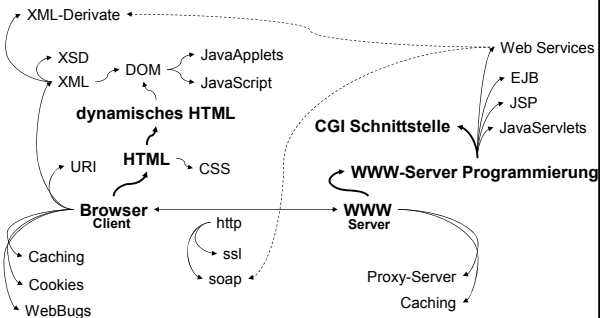 XML-Derivate
Web Services
XSD
JavaApplets
XML
DOM
EJB
JavaScript
JSP
dynamisches HTML
CGI Schnittstelle
JavaServlets
HTML
URI
CSS
WWW-Server Programmierung
Browser
Client
http
WWW
Server
ssl
Caching
soap
Proxy-Server
Cookies
Caching
WebBugs